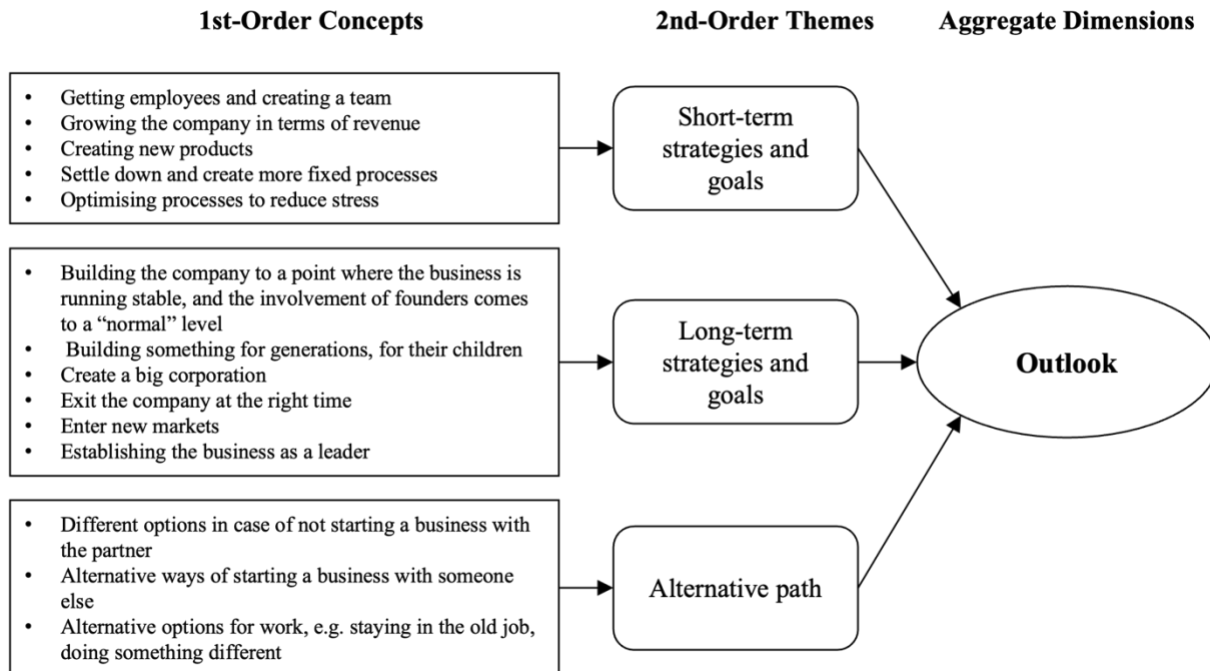 1st-Order Concepts
2nd-Order Themes
Aggregate Dimensions
• Getting employees and creating a team
• Growing the company in terms of revenue
• Creating new products
• Settle down and create more fixed processes
• Optimising processes to reduce stress
Short-term
strategies and
goals
• Building the company to a point where the business is
running stable, and the involvement of founders comes
to a “normal” level
• Building something for generations, for their children
• Create a big corporation
• Exit the company at the right time
• Enter new markets
• Establishing the business as a leader
Long-term
strategies and
goals
Outlook
• Different options in case of not starting a business with
the partner
• Alternative ways of starting a business with someone
else
• Alternative options for work, e.g. staying in the old job,
doing something different
Alternative path